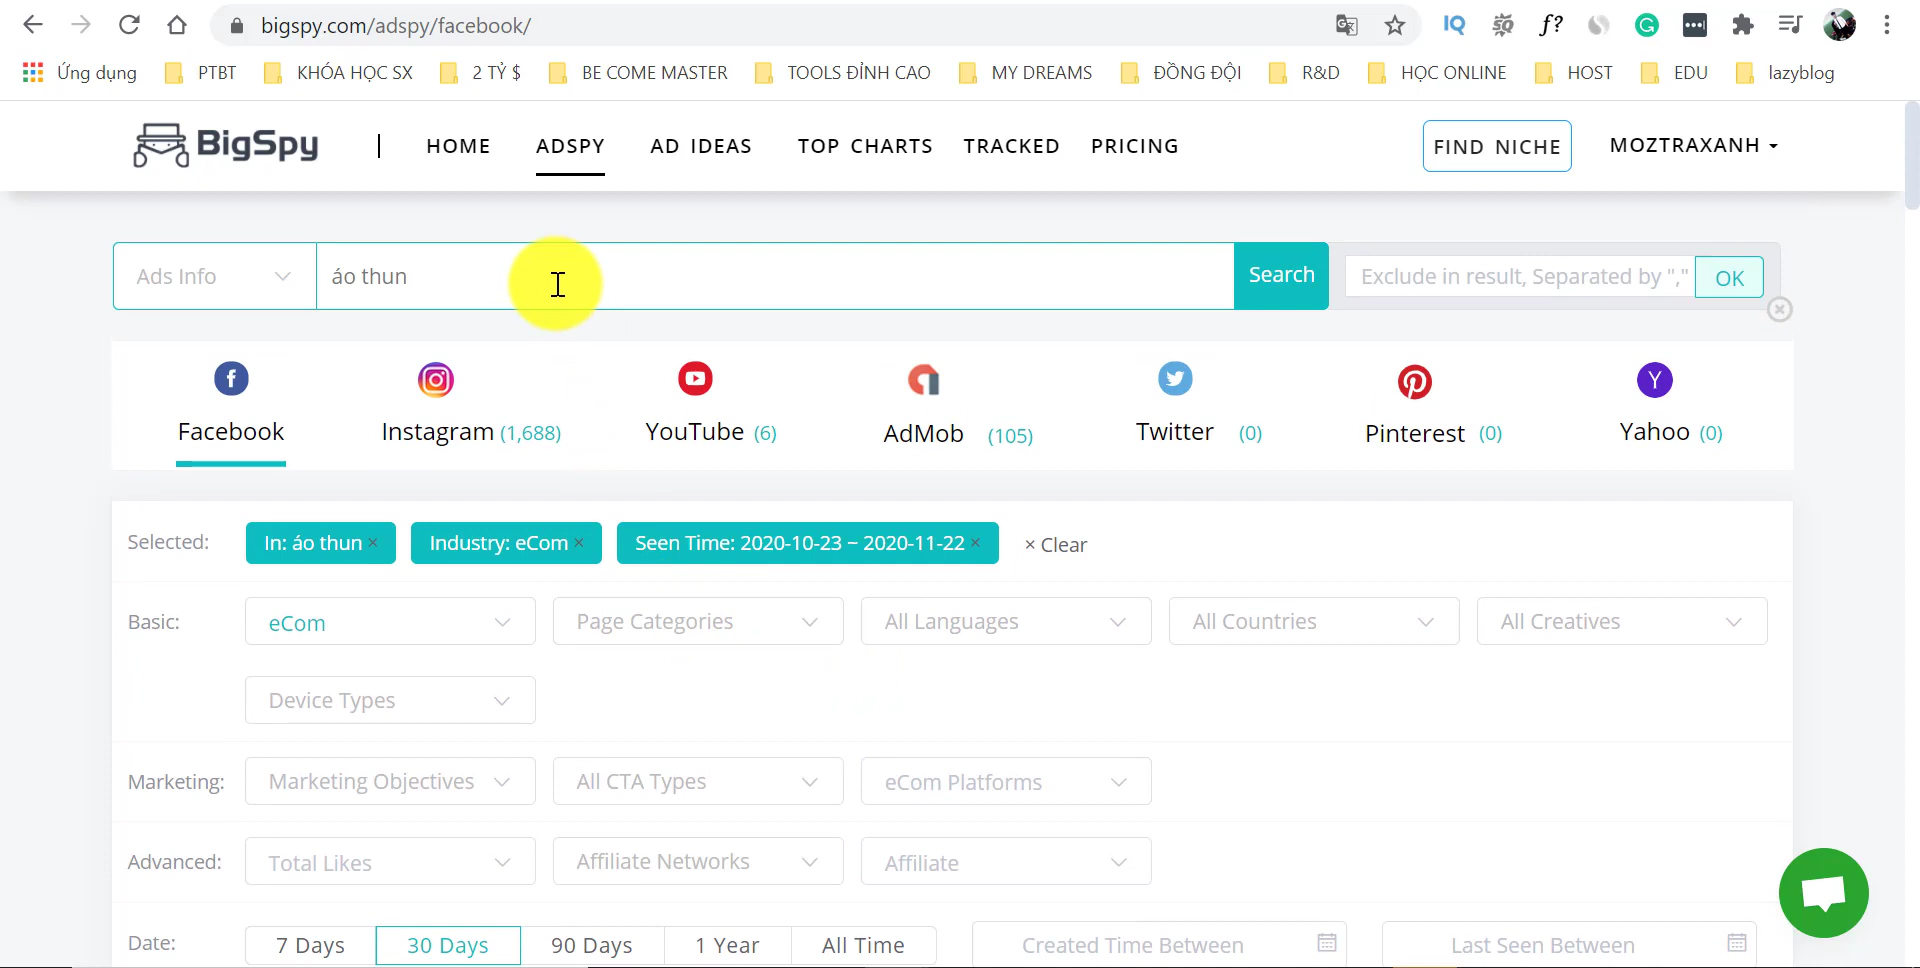 bigspy.com/adspy/facebook/
IQ
f?
Ứng dụng PTBT KHÓA HỌC SX 2 TỶ $ BE COME MASTER TOOLS ĐỈNH CAO MY DREAMS ĐỒNG ĐỘI R&D HỌC ONLINE HOST EDU lazyblog
BigSpy | HOME ADSPY AD IDEAS TOP CHARTS TRACKED PRICING FIND NICHE MOZTRAXANH
Ads Info áo thun Search Exclude in result, Separated by "," OK
Facebook Instagram (1,688) YouTube (6) AdMob (105) Twitter (0) Pinterest (0) Yahoo (0)
Selected: In: áo thun × Industry: eCom × Seen Time: 2020-10-23 ~ 2020-11-22 × × Clear
Basic: eCom Page Categories All Languages All Countries All Creatives
Device Types
Marketing: Marketing Objectives All CTA Types eCom Platforms
Advanced: Total Likes Affiliate Networks Affiliate
Date: 7 Days 30 Days 90 Days 1 Year All Time Created Time Between Last Seen Between